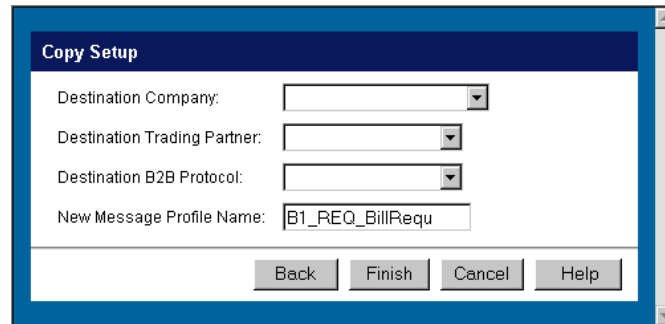 Copy Setup
Destination Company:
Destination Trading Partner:
Destination B2B Protocol:
New Message Profile Name: B1_REQ_BillRequ
Back Finish Cancel Help